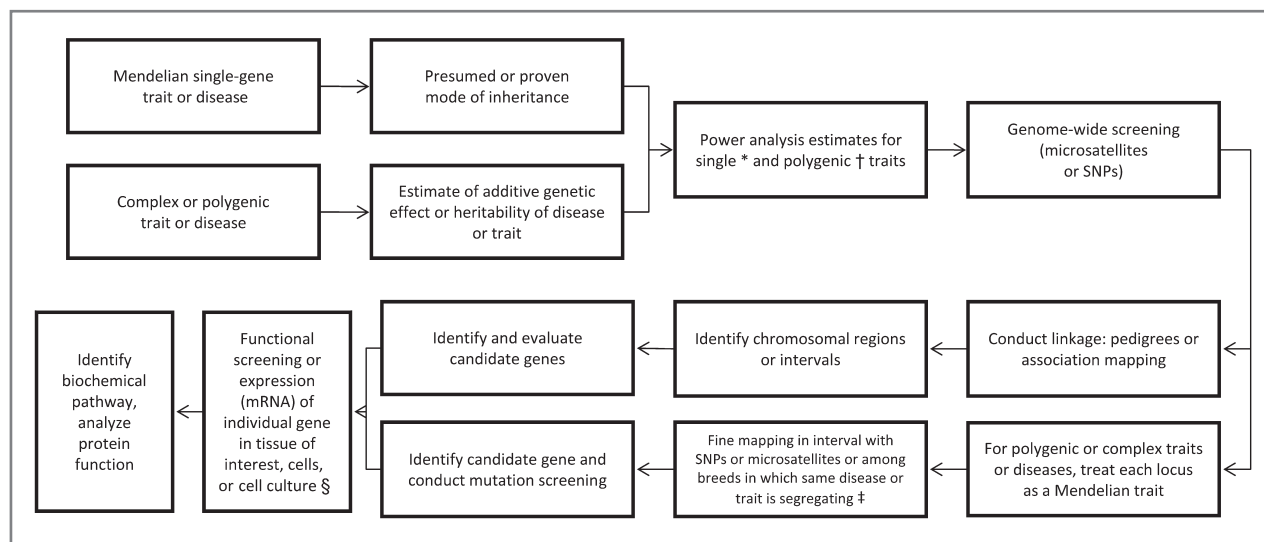 Mendelian single-gene
trait or disease
Presumed or proven
mode of inheritance
Complex or polygenic
trait or disease
Estimate of additive genetic
effect or heritability of disease
or trait
Power analysis estimates for
single * and polygenic † traits
Genome-wide screening
(microsatellites
or SNPs)
Conduct linkage: pedigrees or
association mapping
Identify chromosomal regions
or intervals
Identify and evaluate
candidate genes
For polygenic or complex traits
or diseases, treat each locus
as a Mendelian trait
Fine mapping in interval with
SNPs or microsatellites or among
breeds in which same disease or
trait is segregating ‡
Identify candidate gene and
conduct mutation screening
Functional
screening or
expression
(mRNA) of
individual gene
in tissue of
interest, cells,
or cell culture §
Identify
biochemical
pathway,
analyze
protein
function